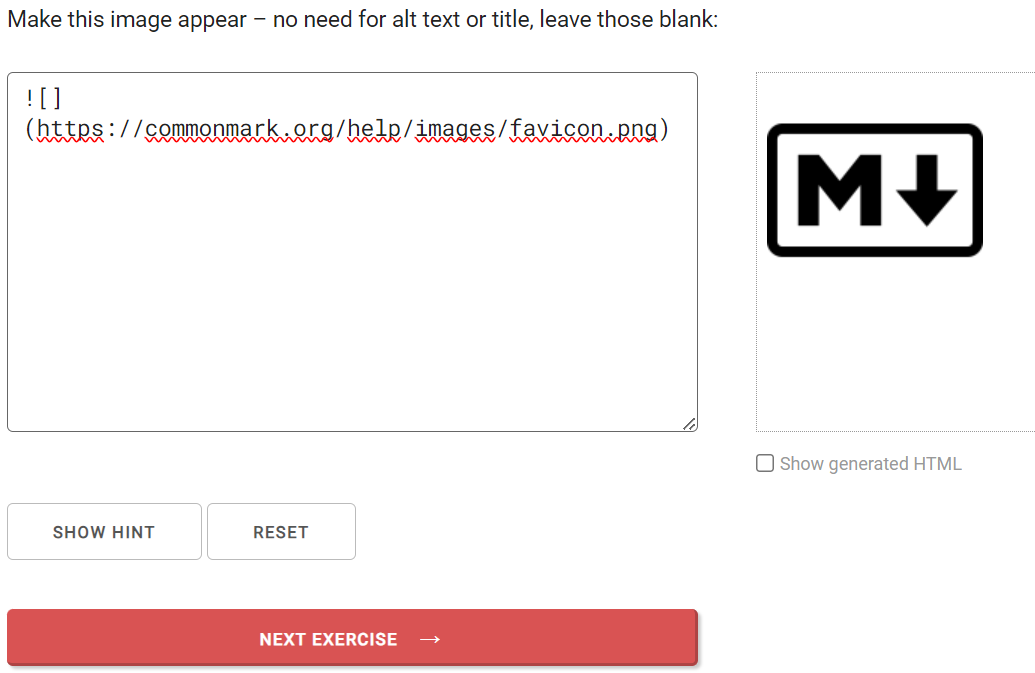 Make this image appear – no need for alt text or title, leave those blank:
![]
(https://commonmark.org/help/images/favicon.png)
M
Show generated HTML
SHOW HINT
RESET
NEXT EXERCISE →